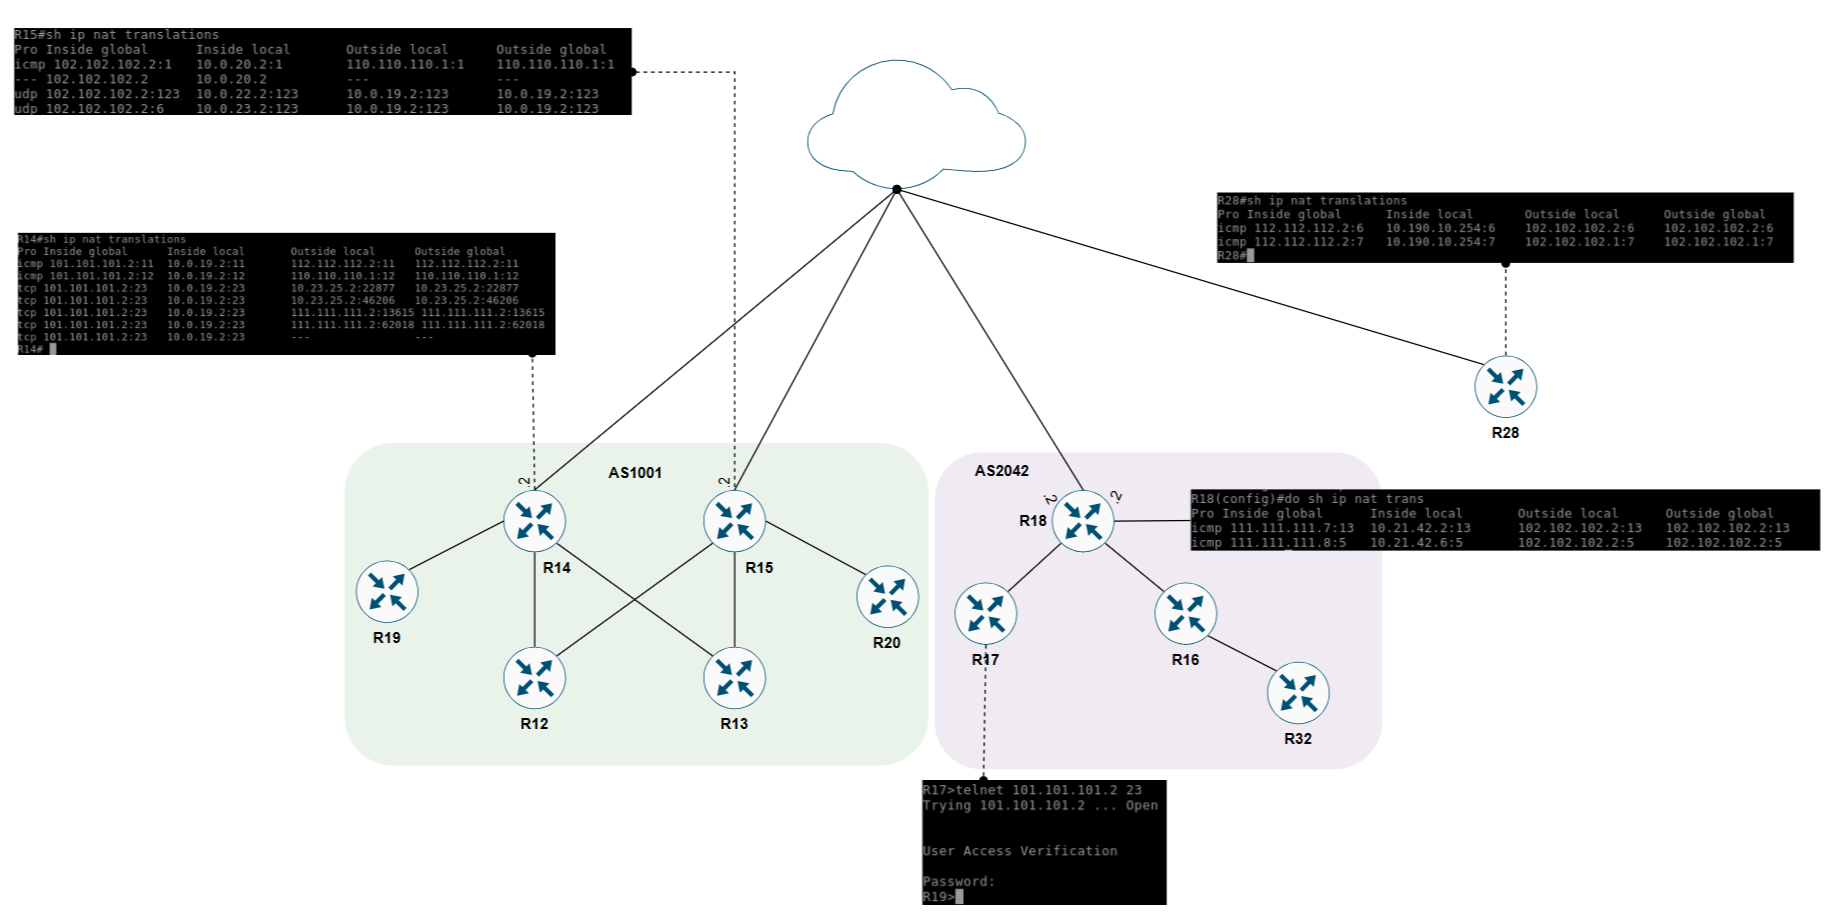 R15#sh ip nat translations
Pro Inside global Inside local Outside local Outside global
icmp 102.102.102.2:1 10.0.20.2:1 110.110.110.1:1 110.110.110.1:1
--- 102.102.102.2 10.0.20.2 --- ---
udp 102.102.102.2:123 10.0.22.2:123 10.0.19.2:123 10.0.19.2:123
udp 102.102.102.2:6 10.0.23.2:123 10.0.19.2:123 10.0.19.2:123
R28#sh ip nat translations
Pro Inside global Inside local Outside local Outside global
icmp 112.112.112.2:6 10.190.10.254:6 102.102.102.2:6 102.102.102.2:6
icmp 112.112.112.2:7 10.190.10.254:7 102.102.102.1:7 102.102.102.1:7
R28#
R14#sh ip nat translations
Pro Inside global Inside local Outside local Outside global
icmp 101.101.101.2:11 10.0.19.2:11 112.112.112.2:11 112.112.112.2:11
icmp 101.101.101.2:12 10.0.19.2:12 110.110.110.1:12 110.110.110.1:12
tcp 101.101.101.2:23 10.0.19.2:23 10.23.25.2:22877 10.23.25.2:22877
tcp 101.101.101.2:23 10.0.19.2:23 10.23.25.2:46206 10.23.25.2:46206
tcp 101.101.101.2:23 10.0.19.2:23 111.111.111.2:13615 111.111.111.2:13615
tcp 101.101.101.2:23 10.0.19.2:23 111.111.111.2:62018 111.111.111.2:62018
tcp 101.101.101.2:23 10.0.19.2:23 --- ---
R14#
R28
AS1001
AS2042
.2
.2
.2
.2
R18
R18(config)#do sh ip nat trans
Pro Inside global Inside local Outside local Outside global
icmp 111.111.111.7:13 10.21.42.2:13 102.102.102.2:13 102.102.102.2:13
icmp 111.111.111.8:5 10.21.42.6:5 102.102.102.2:5 102.102.102.2:5
R14
R15
R19
R20
R17
R16
R12
R13
R32
R17>telnet 101.101.101.2 23
Trying 101.101.101.2 ... Open
User Access Verification
Password:
R19>